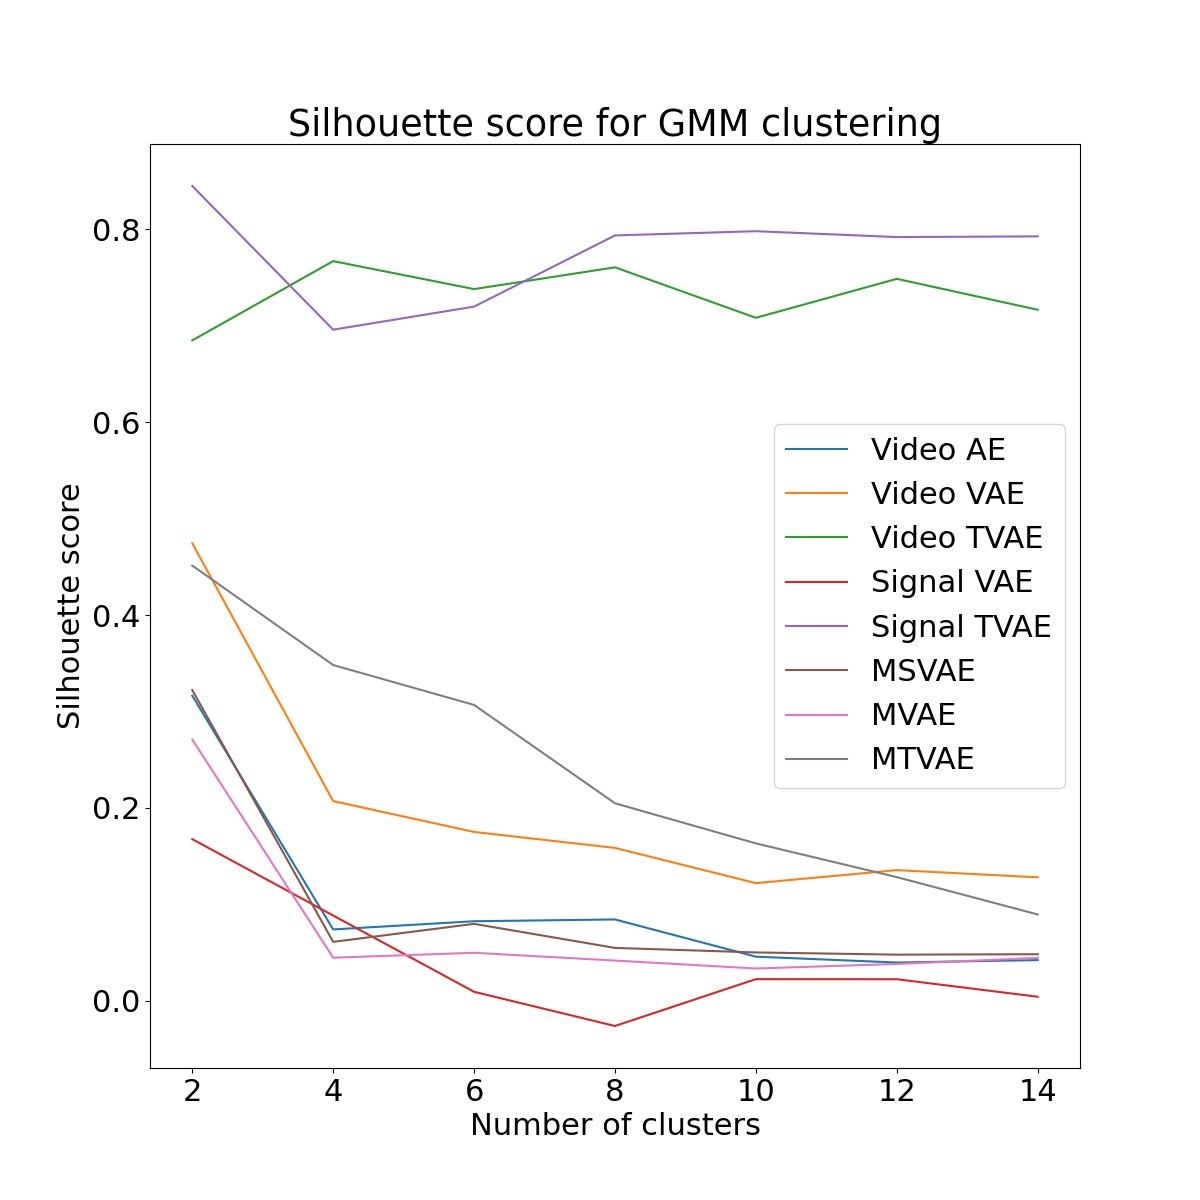 Silhouette score for GMM clustering
Silhouette score
0.8
0.6
0.4
0.2
0.0
Video AE
Video VAE
Video TVAE
Signal VAE
Signal TVAE
MSVAE
MVAE
MTVAE
2 4 6 8 10 12 14
Number of clusters